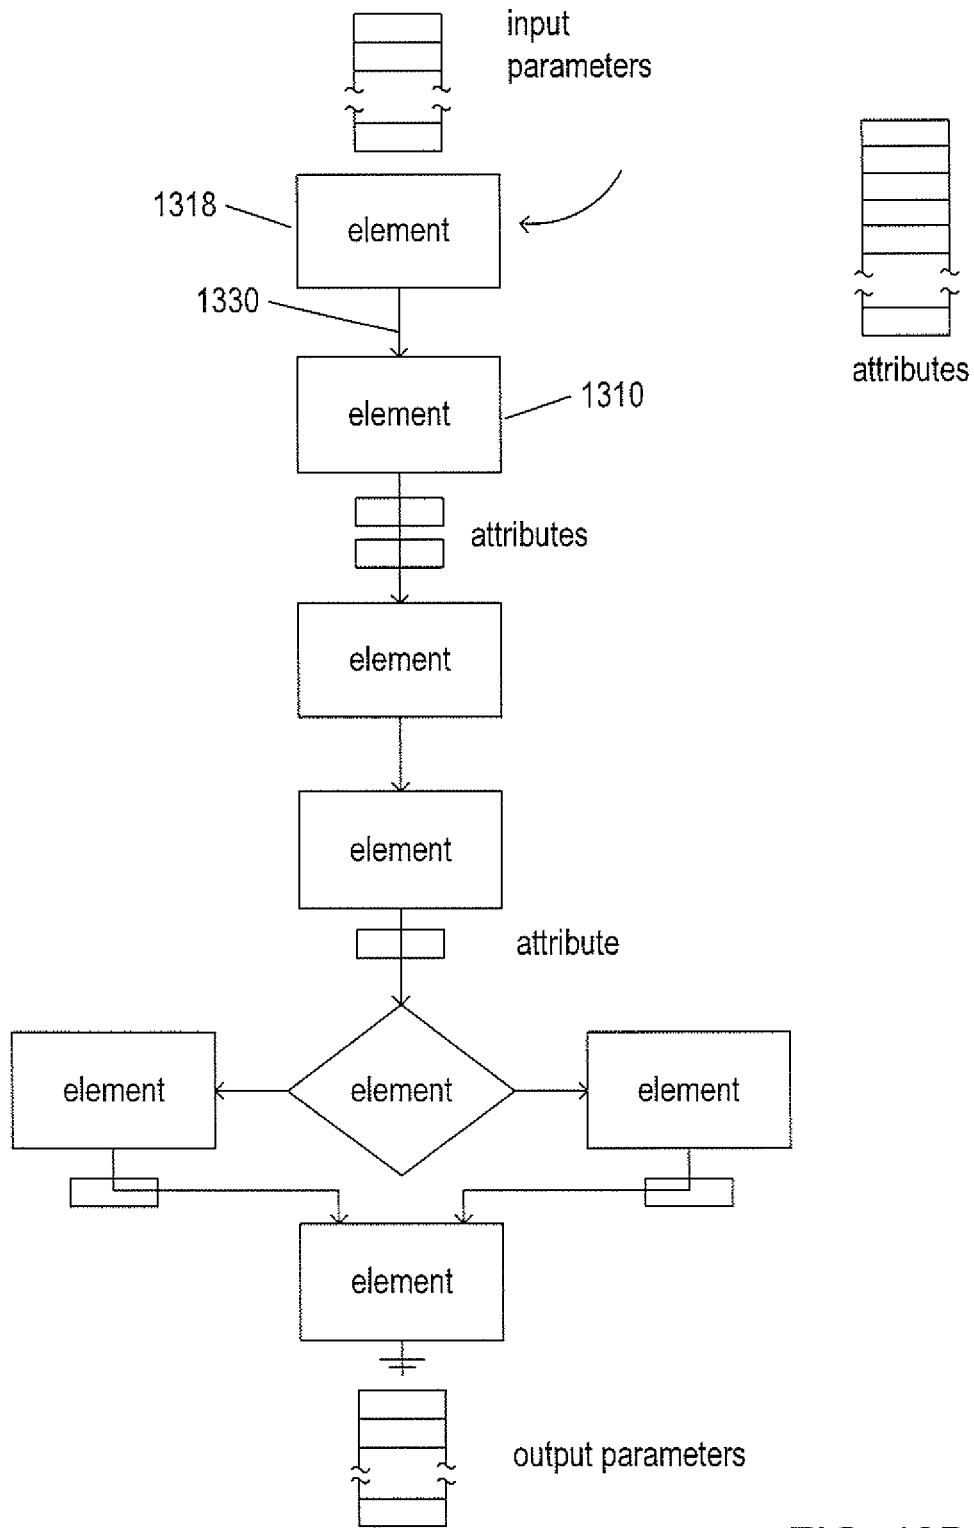 input
parameters
1318
element
1330
attributes
element
1310
attributes
element
element
attribute
element
element
element
element
output parameters